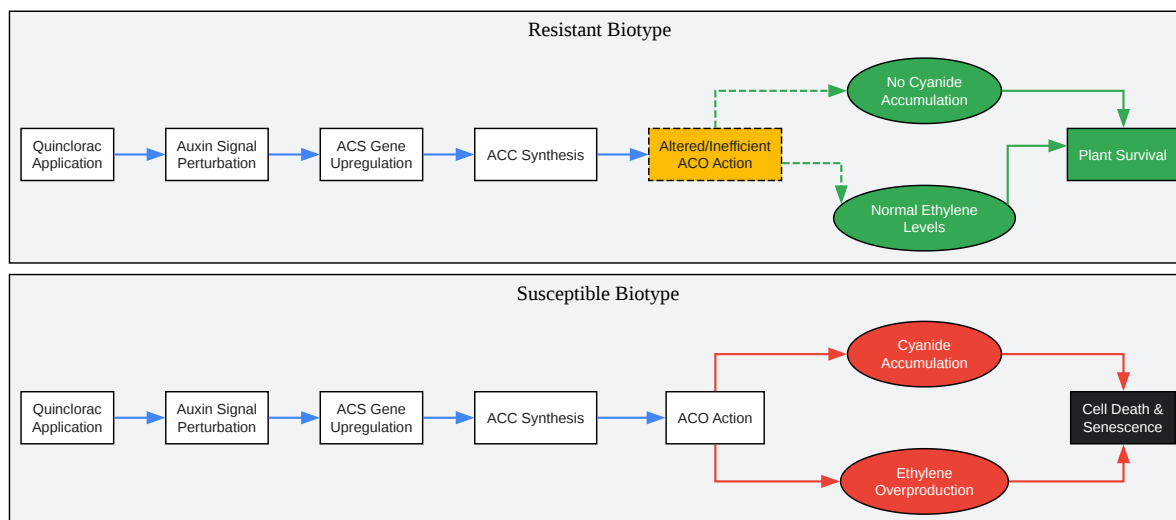 Resistant Biotype
No Cyanide
Accumulation
Quinclorac
Application
Auxin Signal
Perturbation
ACS Gene
Upregulation
ACC Synthesis
Altered/Inefficient
ACO Action
Plant Survival
Normal Ethylene
Levels
Susceptible Biotype
Cyanide
Accumulation
Quinclorac
Application
Auxin Signal
Perturbation
ACS Gene
Upregulation
ACC Synthesis
ACO Action
Cell Death &
Senescence
Ethylene
Overproduction